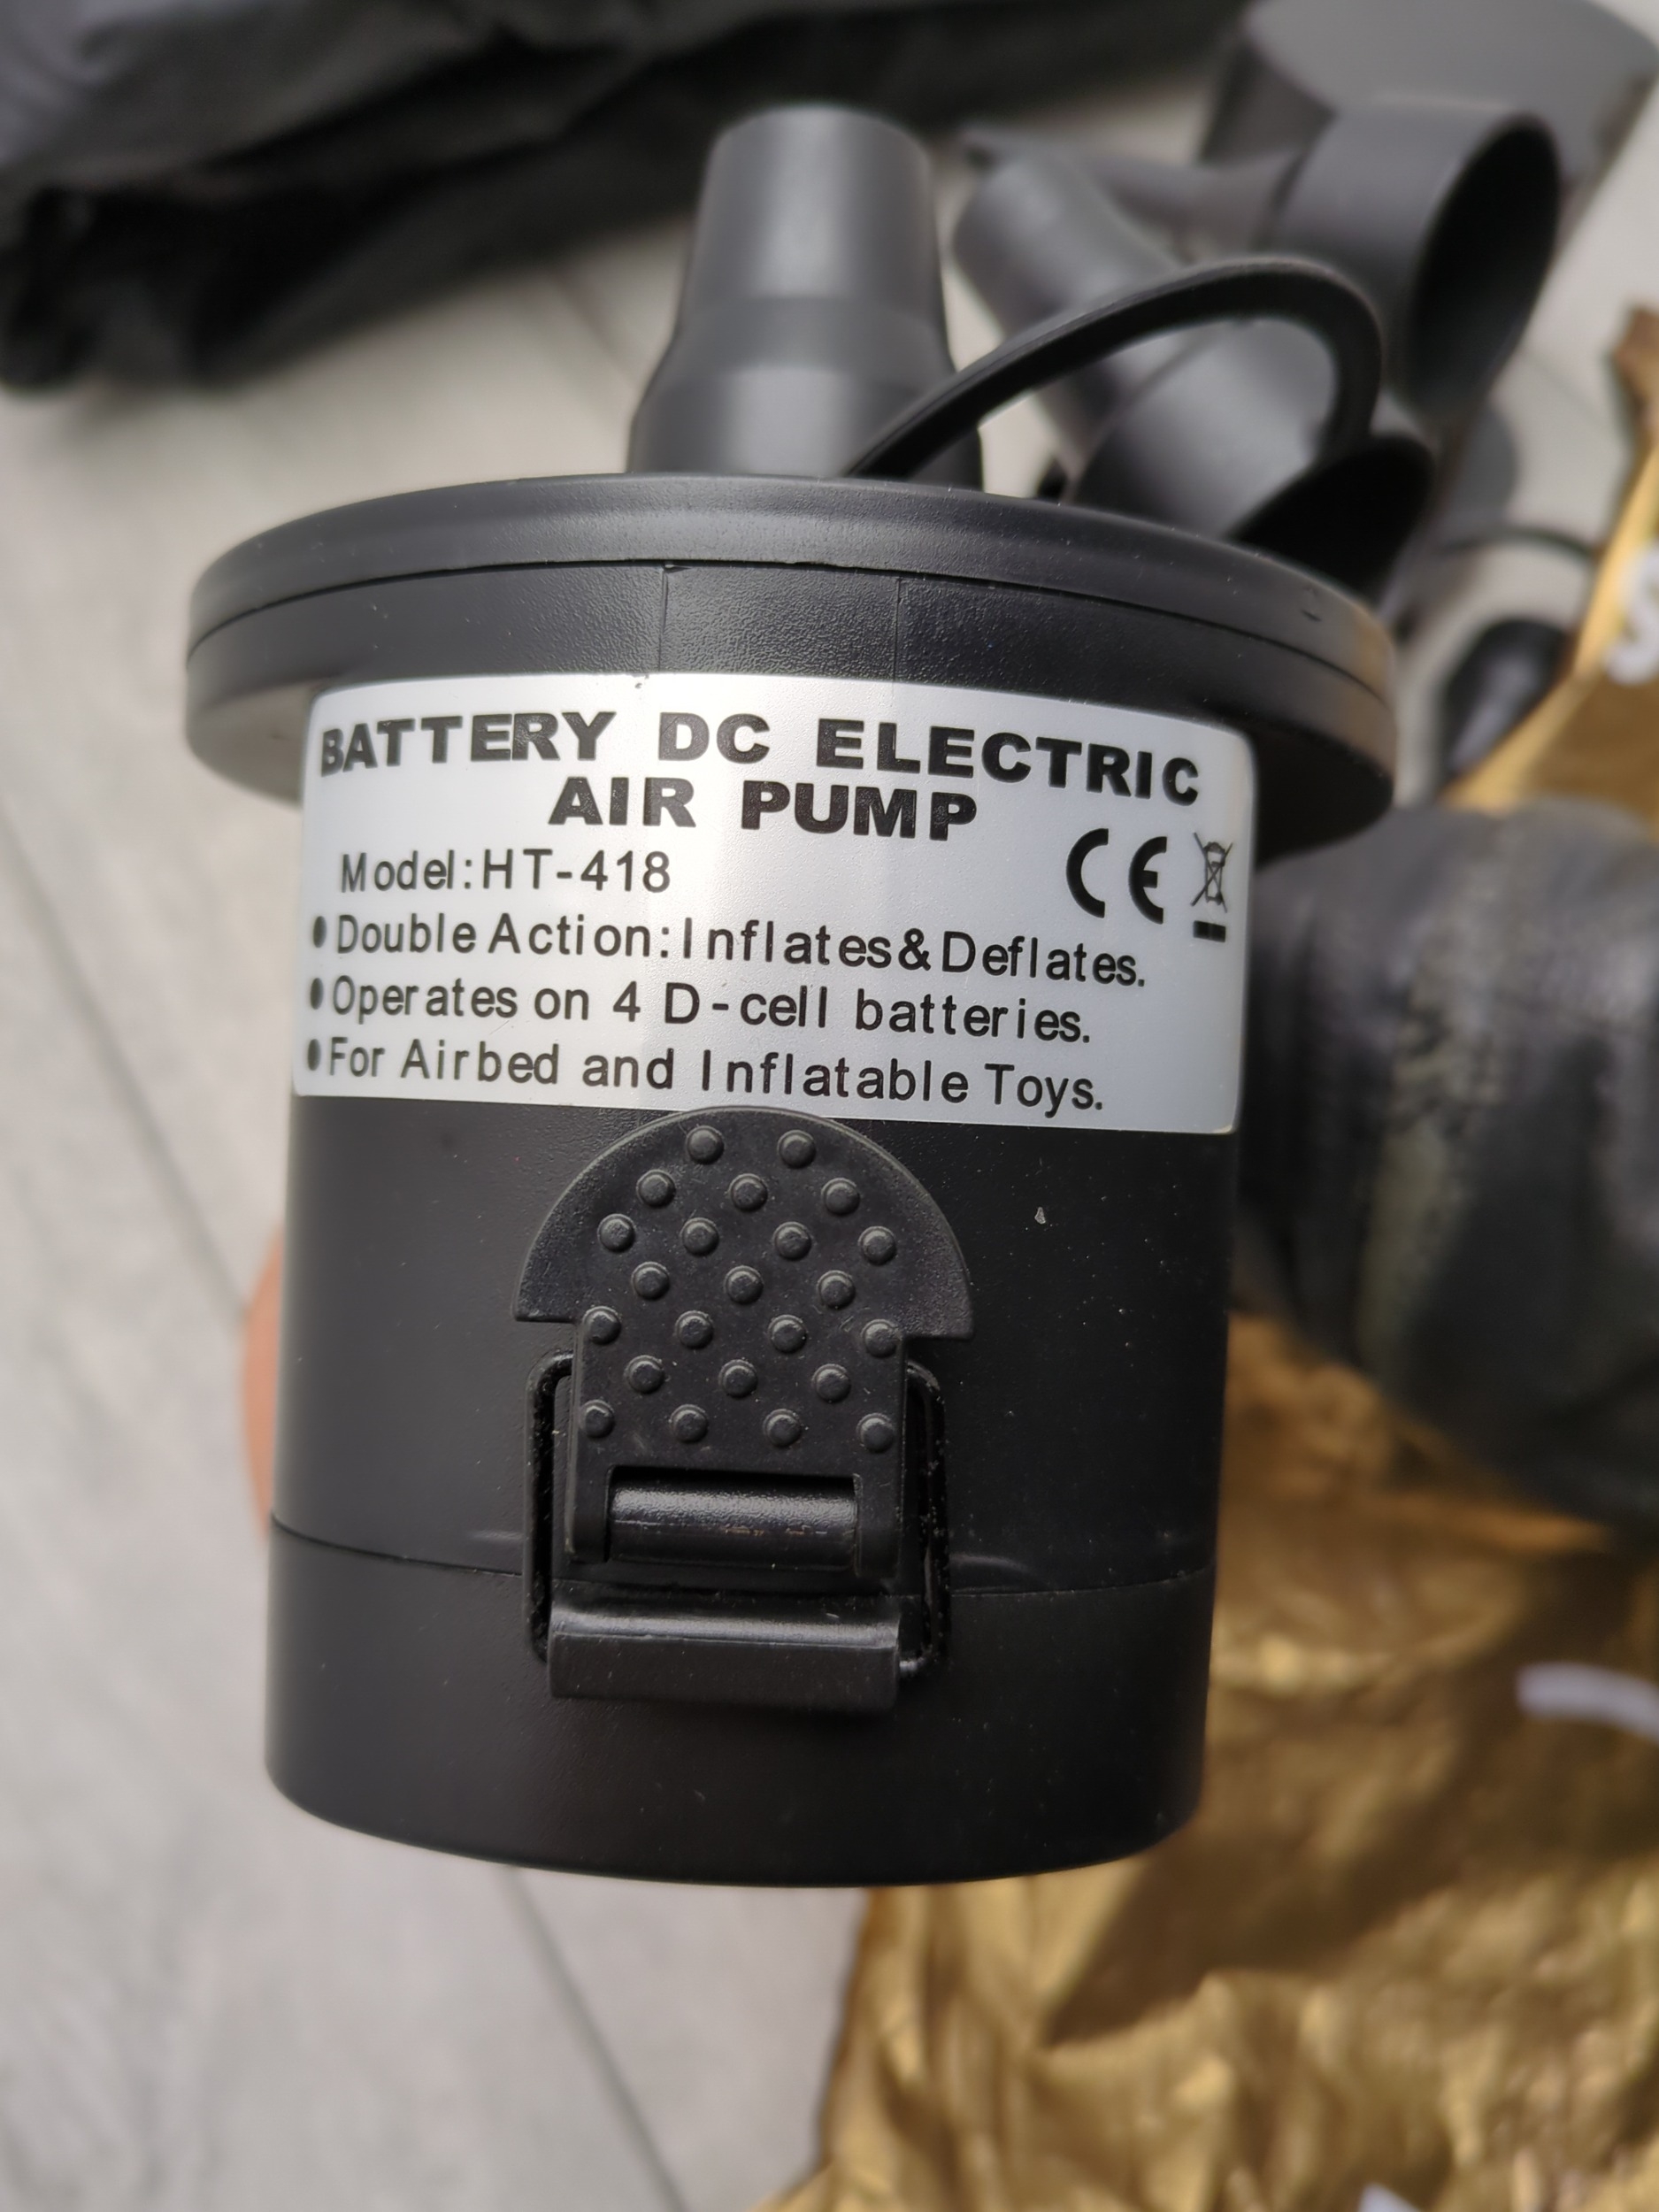 BATTERY DC ELECTRIC
AIR PUMP
Model:HT-418
CE
●Double Action:Inflates&Deflates.
●Operates on 4 D-cell batteries.
●For Airbed and Inflatable Toys.